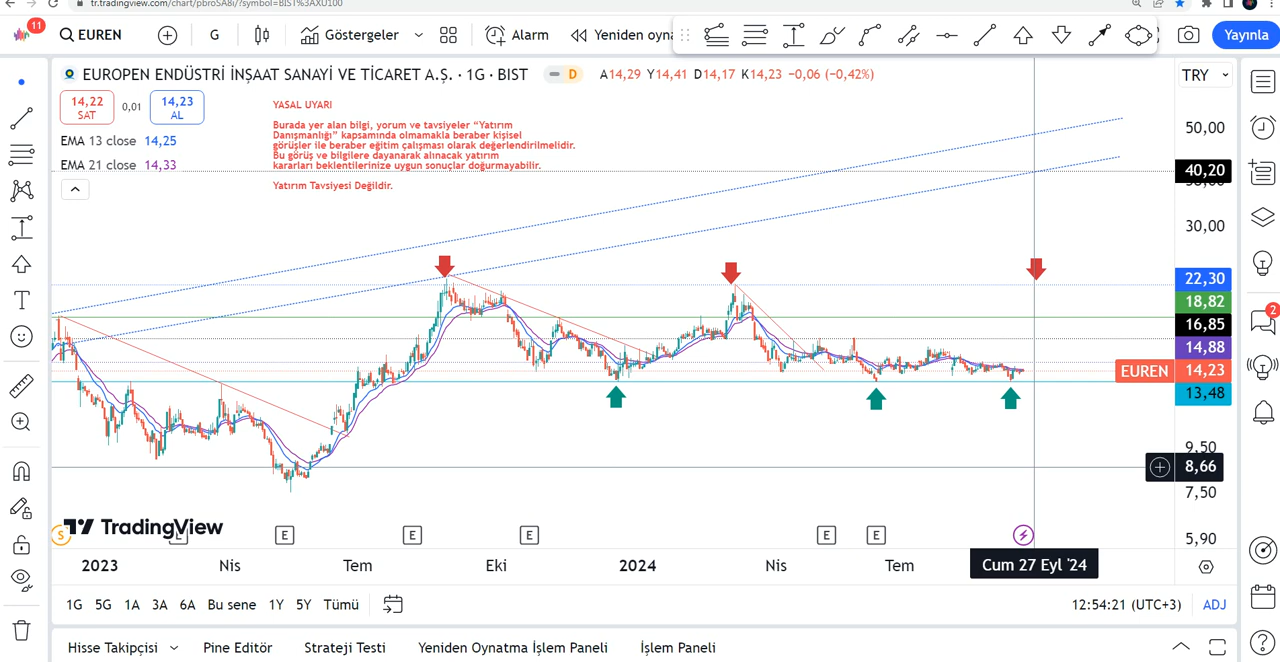 tr.tradingview.com/chart/pbroSA8i/?symbol=BIST%3AXU100
11
EUREN
G
Göstergeler
Alarm
Yeniden oyna
Yayınla
EUROPEN ENDÜSTRİ İNŞAAT SANAYİ VE TİCARET A.Ş. · 1G · BIST
D
A14,29 Y14,41 D14,17 K14,23 −0,06 (−0,42%)
TRY
14,22
SAT
0,01
14,23
AL
EMA 13 close 14,25
EMA 21 close 14,33
YASAL UYARI
Burada yer alan bilgi, yorum ve tavsiyeler “Yatırım
Danışmanlığı” kapsamında olmamakla beraber kişisel
görüşler ile beraber eğitim çalışması olarak değerlendirilmelidir.
Bu görüş ve bilgilere dayanarak alınacak yatırım
kararları beklentilerinize uygun sonuçlar doğurmayabilir.
Yatırım Tavsiyesi Değildir.
50,00
40,20
30,00
22,30
18,82
16,85
14,88
EUREN 14,23
13,48
9,50
8,66
7,50
5,90
2
TradingView
S
E
E
E
E
E
2023
Nis
Tem
Eki
2024
Nis
Tem
Cum 27 Eyl '24
1G 5G 1A 3A 6A Bu sene 1Y 5Y Tümü
12:54:21 (UTC+3)
ADJ
Hisse Takipçisi
Pine Editör
Strateji Testi
Yeniden Oynatma İşlem Paneli
İşlem Paneli